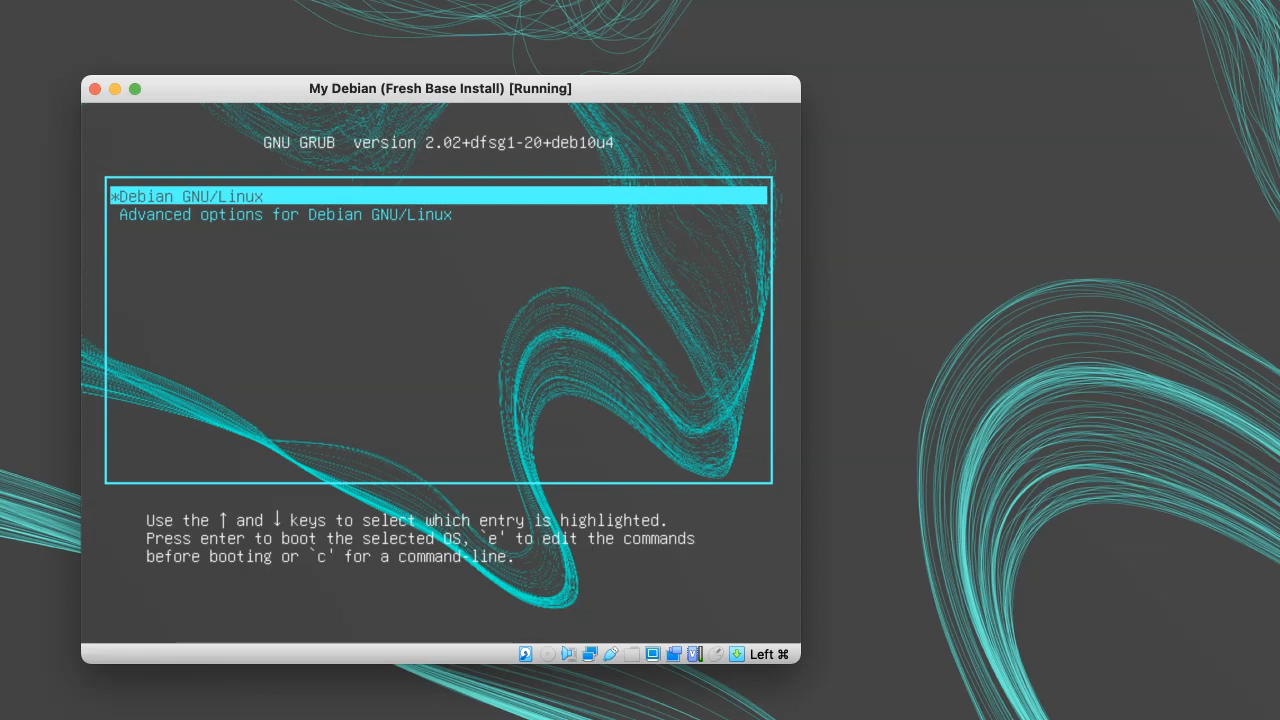 My Debian (Fresh Base Install) [Running]
GNU GRUB  version 2.02+dfsg1-20+deb10u4
*Debian GNU/Linux
Advanced options for Debian GNU/Linux
Use the ↑ and ↓ keys to select which entry is highlighted.
Press enter to boot the selected OS, `e' to edit the commands
before booting or `c' for a command-line.
Left ⌘